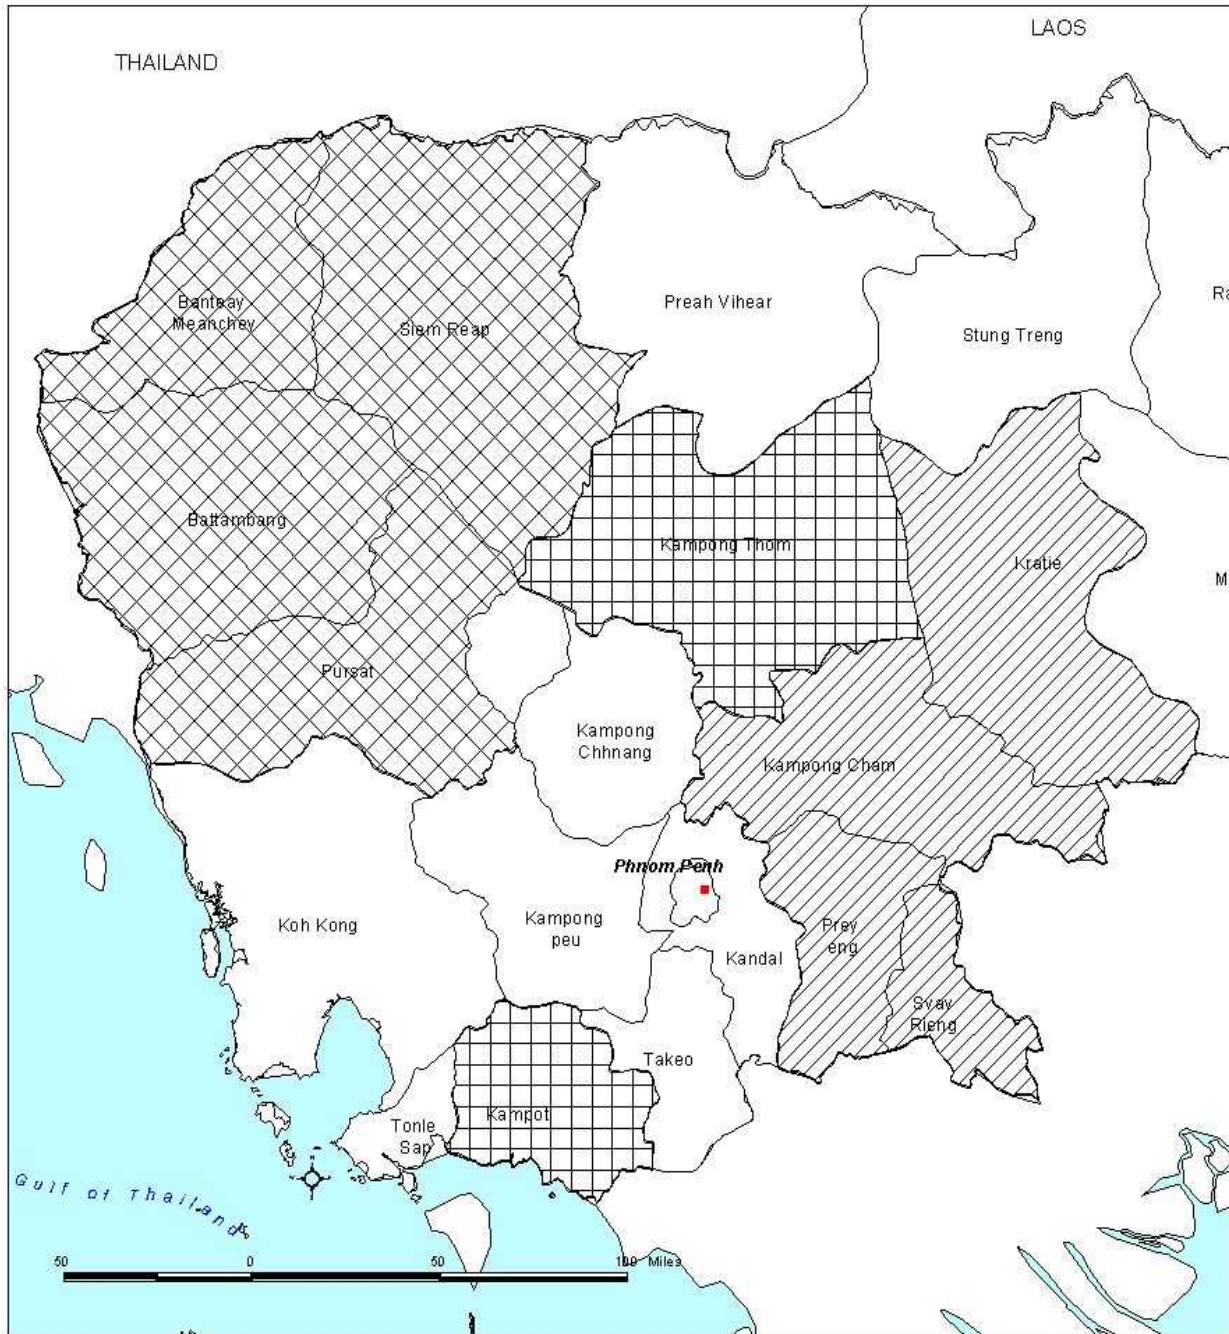 LAOS
THAILAND
Banteay
Meanchey
Siem Reap
Preah Vihear
Ra
Stung Treng
Battambang
Kampong Thom
Kratie
M
Pursat
Kampong
Chhnang
Kampong Cham
Phnom Penh
Koh Kong
Kampong
peu
Prey
eng
Kandal
Svay
Rieng
Takeo
Kampot
Tonle
Sap
Gulf of Thailand
50 0 50 100 Miles